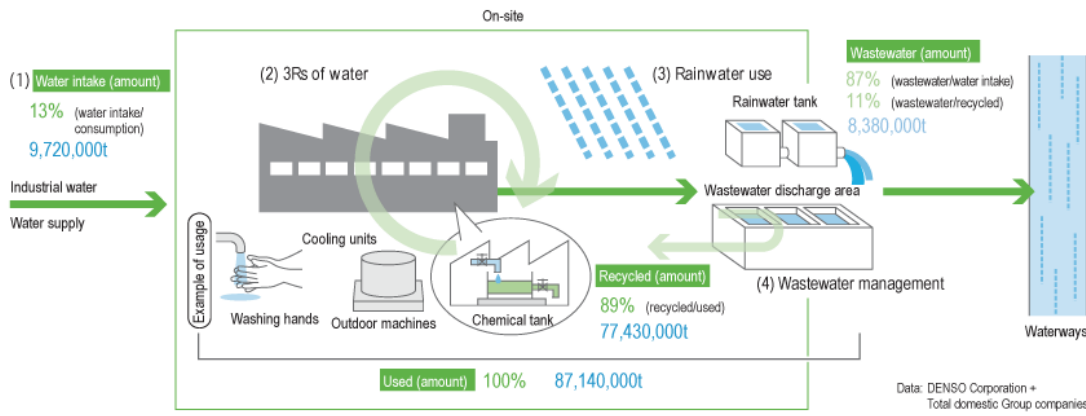 On-site
(1) Water intake (amount)
13% (water intake/
consumption)
9,720,000t
Industrial water
Water supply
(2) 3Rs of water
(3) Rainwater use
Rainwater tank
Wastewater (amount)
87% (wastewater/water intake)
11% (wastewater/recycled)
8,380,000t
Wastewater discharge area
Example of usage
Washing hands
Cooling units
Outdoor machines
Chemical tank
Recycled (amount)
89% (recycled/used)
77,430,000t
(4) Wastewater management
Waterways
Used (amount) 100% 87,140,000t
Data: DENSO Corporation +
Total domestic Group companies